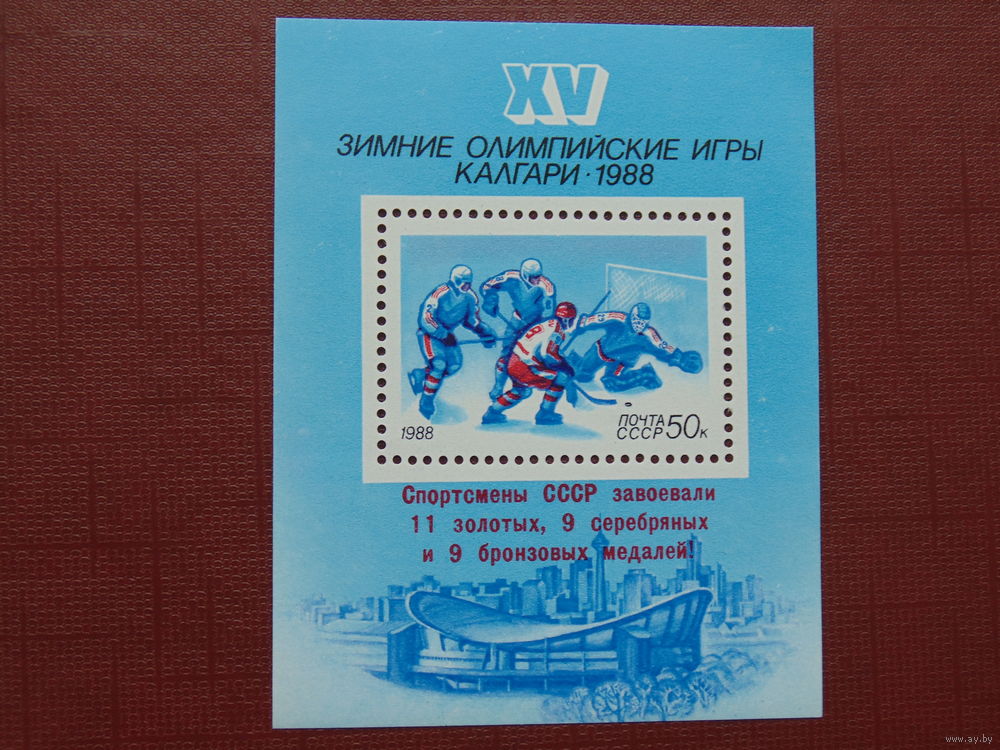 XV
ЗИМНИЕ ОЛИМПИЙСКИЕ ИГРЫ
КАЛГАРИ · 1988
1988
ПОЧТА
СССР 50к
Спортсмены СССР завоевали
11 золотых, 9 серебряных
и 9 бронзовых медалей!
www.ay.by